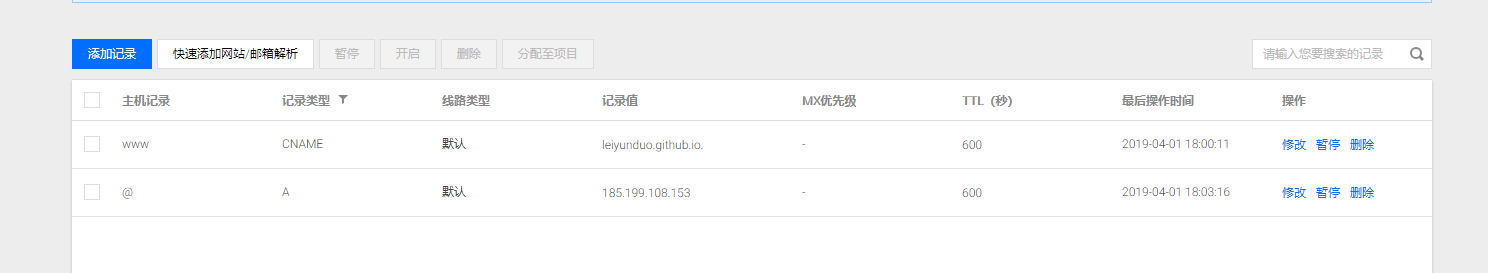 添加记录 快速添加网站/邮箱解析 暂停 开启 删除 分配至项目 请输入您要搜索的记录
主机记录 记录类型 线路类型 记录值 MX优先级 TTL（秒） 最后操作时间 操作
www CNAME 默认 leiyunduo.github.io. - 600 2019-04-01 18:00:11 修改 暂停 删除
@ A 默认 185.199.108.153 - 600 2019-04-01 18:03:16 修改 暂停 删除